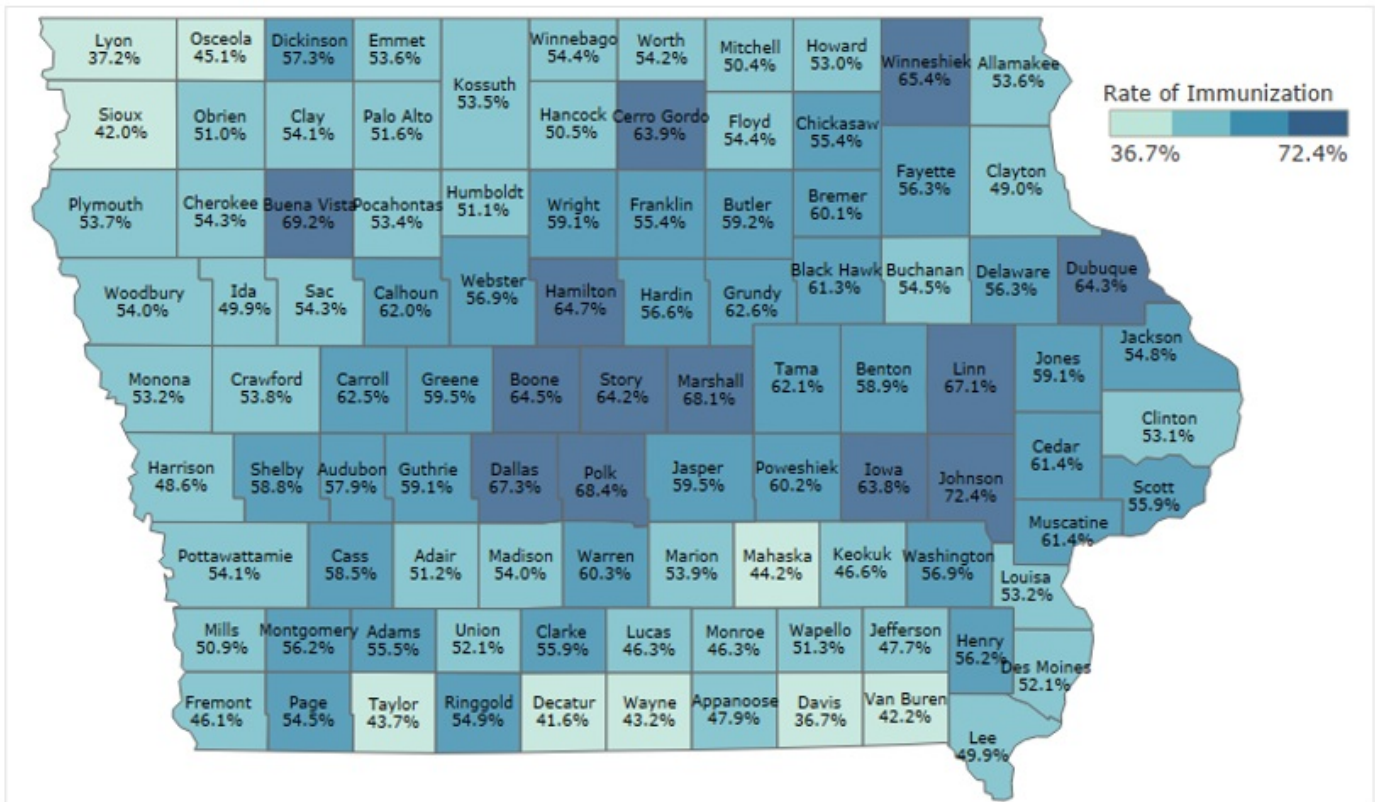 Lyon
37.2%
Osceola
45.1%
Dickinson
57.3%
Emmet
53.6%
Kossuth
53.5%
Winnebago
54.4%
Worth
54.2%
Mitchell
50.4%
Howard
53.0%
Winneshiek
65.4%
Allamakee
53.6%
Rate of Immunization
36.7%
72.4%
Sioux
42.0%
Obrien
51.0%
Clay
54.1%
Palo Alto
51.6%
Hancock
50.5%
Cerro Gordo
63.9%
Floyd
54.4%
Chickasaw
55.4%
Fayette
56.3%
Clayton
49.0%
Plymouth
53.7%
Cherokee
54.3%
Buena Vista
69.2%
Pocahontas
53.4%
Humboldt
51.1%
Wright
59.1%
Franklin
55.4%
Butler
59.2%
Bremer
60.1%
Woodbury
54.0%
Ida
49.9%
Sac
54.3%
Calhoun
62.0%
Webster
56.9%
Hamilton
64.7%
Hardin
56.6%
Grundy
62.6%
Black Hawk
61.3%
Buchanan
54.5%
Delaware
56.3%
Dubuque
64.3%
Monona
53.2%
Crawford
53.8%
Carroll
62.5%
Greene
59.5%
Boone
64.5%
Story
64.2%
Marshall
68.1%
Tama
62.1%
Benton
58.9%
Linn
67.1%
Jones
59.1%
Jackson
54.8%
Clinton
53.1%
Harrison
48.6%
Shelby
58.8%
Audubon
57.9%
Guthrie
59.1%
Dallas
67.3%
Polk
68.4%
Jasper
59.5%
Poweshiek
60.2%
Iowa
63.8%
Johnson
72.4%
Cedar
61.4%
Scott
55.9%
Muscatine
61.4%
Pottawattamie
54.1%
Cass
58.5%
Adair
51.2%
Madison
54.0%
Warren
60.3%
Marion
53.9%
Mahaska
44.2%
Keokuk
46.6%
Washington
56.9%
Louisa
53.2%
Mills
50.9%
Montgomery
56.2%
Adams
55.5%
Union
52.1%
Clarke
55.9%
Lucas
46.3%
Monroe
46.3%
Wapello
51.3%
Jefferson
47.7%
Henry
56.2%
Des Moines
52.1%
Fremont
46.1%
Page
54.5%
Taylor
43.7%
Ringgold
54.9%
Decatur
41.6%
Wayne
43.2%
Appanoose
47.9%
Davis
36.7%
Van Buren
42.2%
Lee
49.9%